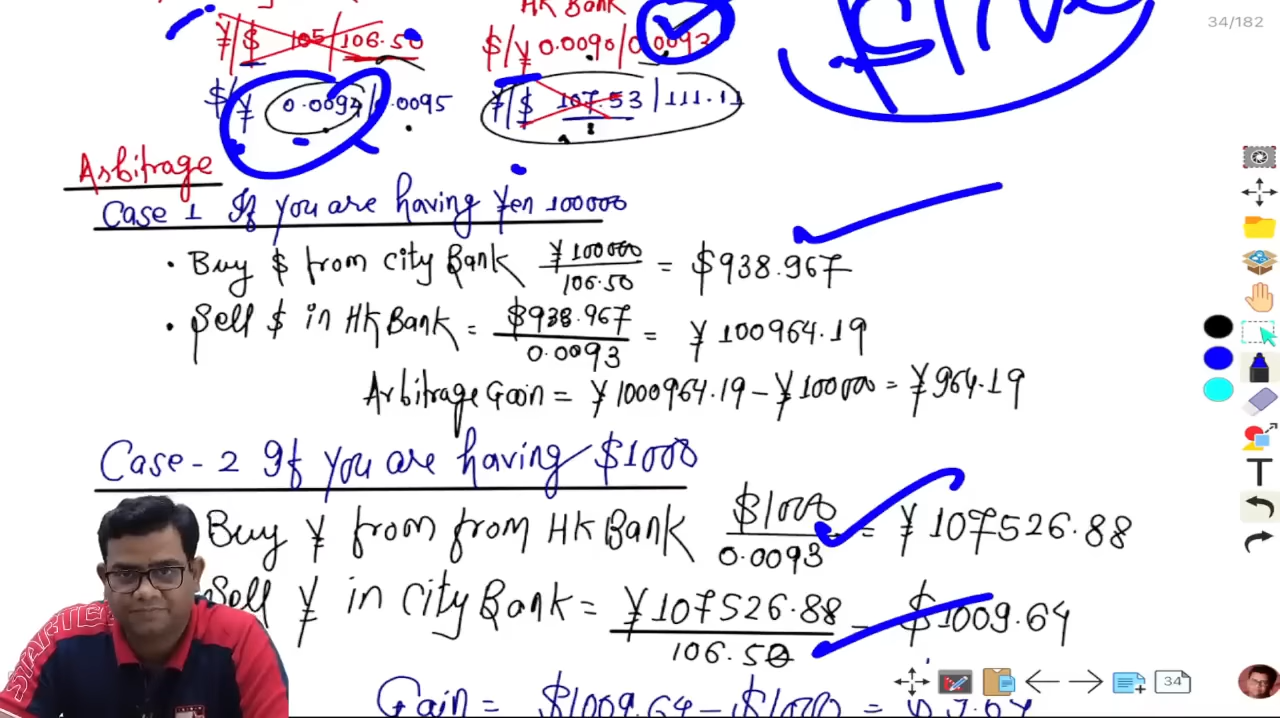 34/182
HK Bank
¥/$ 105/106.50
$/¥ 0.0090/0.0093
$/¥ 0.0094/0.0095
¥/$ 107.53/111.11
Arbitrage
Case 1 If you are having Yen 100000
• Buy $ from city Bank ¥100000/106.50 = $938.967
• Sell $ in HK Bank = $938.967/0.0093 = ¥100964.19
Arbitrage Gain = ¥1000964.19 - ¥100000 = ¥964.19
Case - 2 If you are having $1000
Buy ¥ from from HK Bank $1000/0.0093 = ¥107526.88
Sell ¥ in city Bank = ¥107526.88/106.50 = $1009.64
Gain = $1009.64 - $1000 =
34